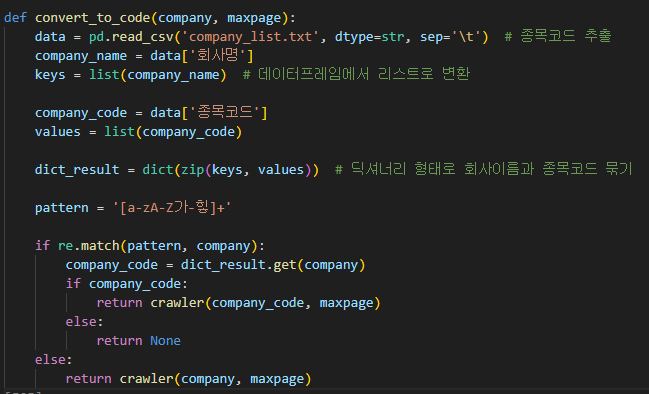 def convert_to_code(company, maxpage):
    data = pd.read_csv('company_list.txt', dtype=str, sep='\t')  # 종목코드 추출
    company_name = data['회사명']
    keys = list(company_name)  # 데이터프레임에서 리스트로 변환
    company_code = data['종목코드']
    values = list(company_code)
    dict_result = dict(zip(keys, values))  # 딕셔너리 형태로 회사이름과 종목코드 묶기
    pattern = '[a-zA-Z가-힣]+'
    if re.match(pattern, company):
        company_code = dict_result.get(company)
        if company_code:
            return crawler(company_code, maxpage)
        else:
            return None
    else:
        return crawler(company, maxpage)